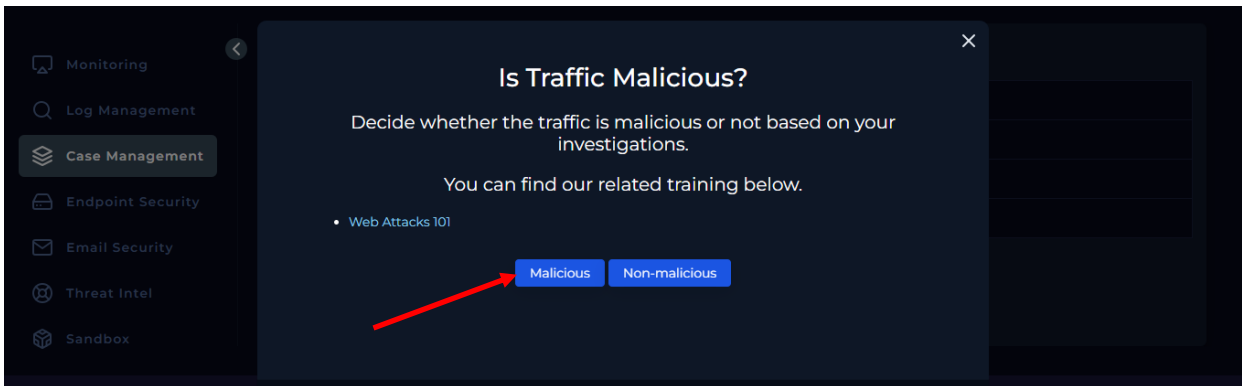 Monitoring
Log Management
Case Management
Endpoint Security
Email Security
Threat Intel
Sandbox
Is Traffic Malicious?
Decide whether the traffic is malicious or not based on your
investigations.
You can find our related training below.
Web Attacks 101
Malicious
Non-malicious